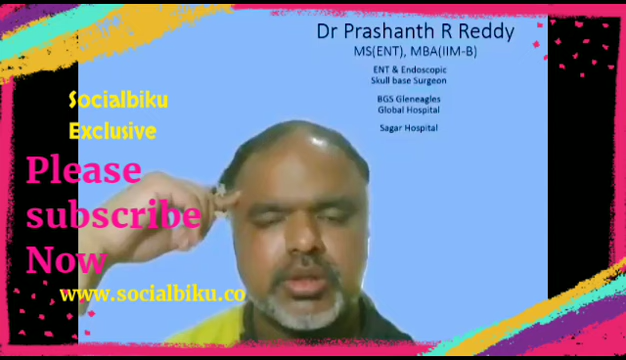 Dr Prashanth R Reddy
MS(ENT), MBA(IIM-B)
ENT & Endoscopic
Skull base Surgeon
BGS Gleneagles
Global Hospital
Sagar Hospital
Socialbiku
Exclusive
Please
subscribe
Now
www.socialbiku.co